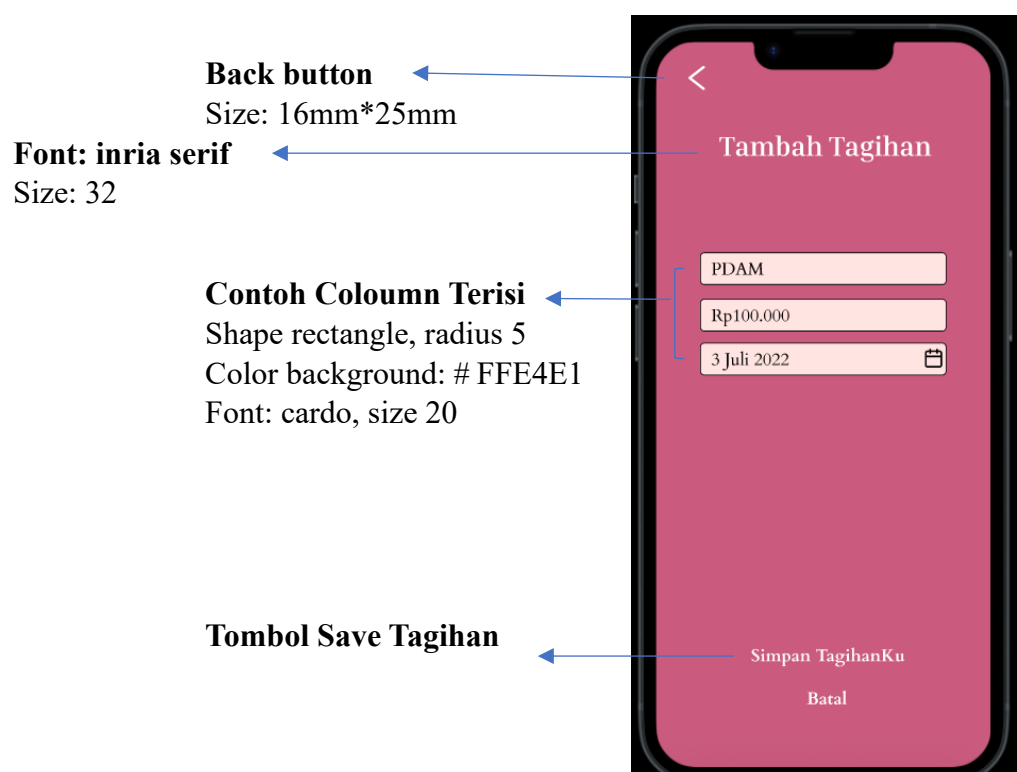 Back button
Size: 16mm*25mm
Font: inria serif
Size: 32
Contoh Coloumn Terisi
Shape rectangle, radius 5
Color background: # FFE4E1
Font: cardo, size 20
Tombol Save Tagihan
Tambah Tagihan
PDAM
Rp100.000
3 Juli 2022
Simpan TagihanKu
Batal